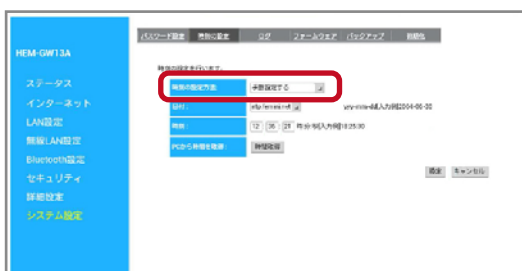 パスワード設定 時刻の設定 ログ ファームウェア バックアップ 初期化
HEM-GW13A
時刻の設定を行います。
ステータス
時刻の設定方法: 手動設定する
インターネット
日付:
LAN設定
時刻: 12 : 35 : 21
無線LAN設定
PCから時間を取得: 時間取得
Bluetooth設定
設定 キャンセル
セキュリティ
詳細設定
システム設定